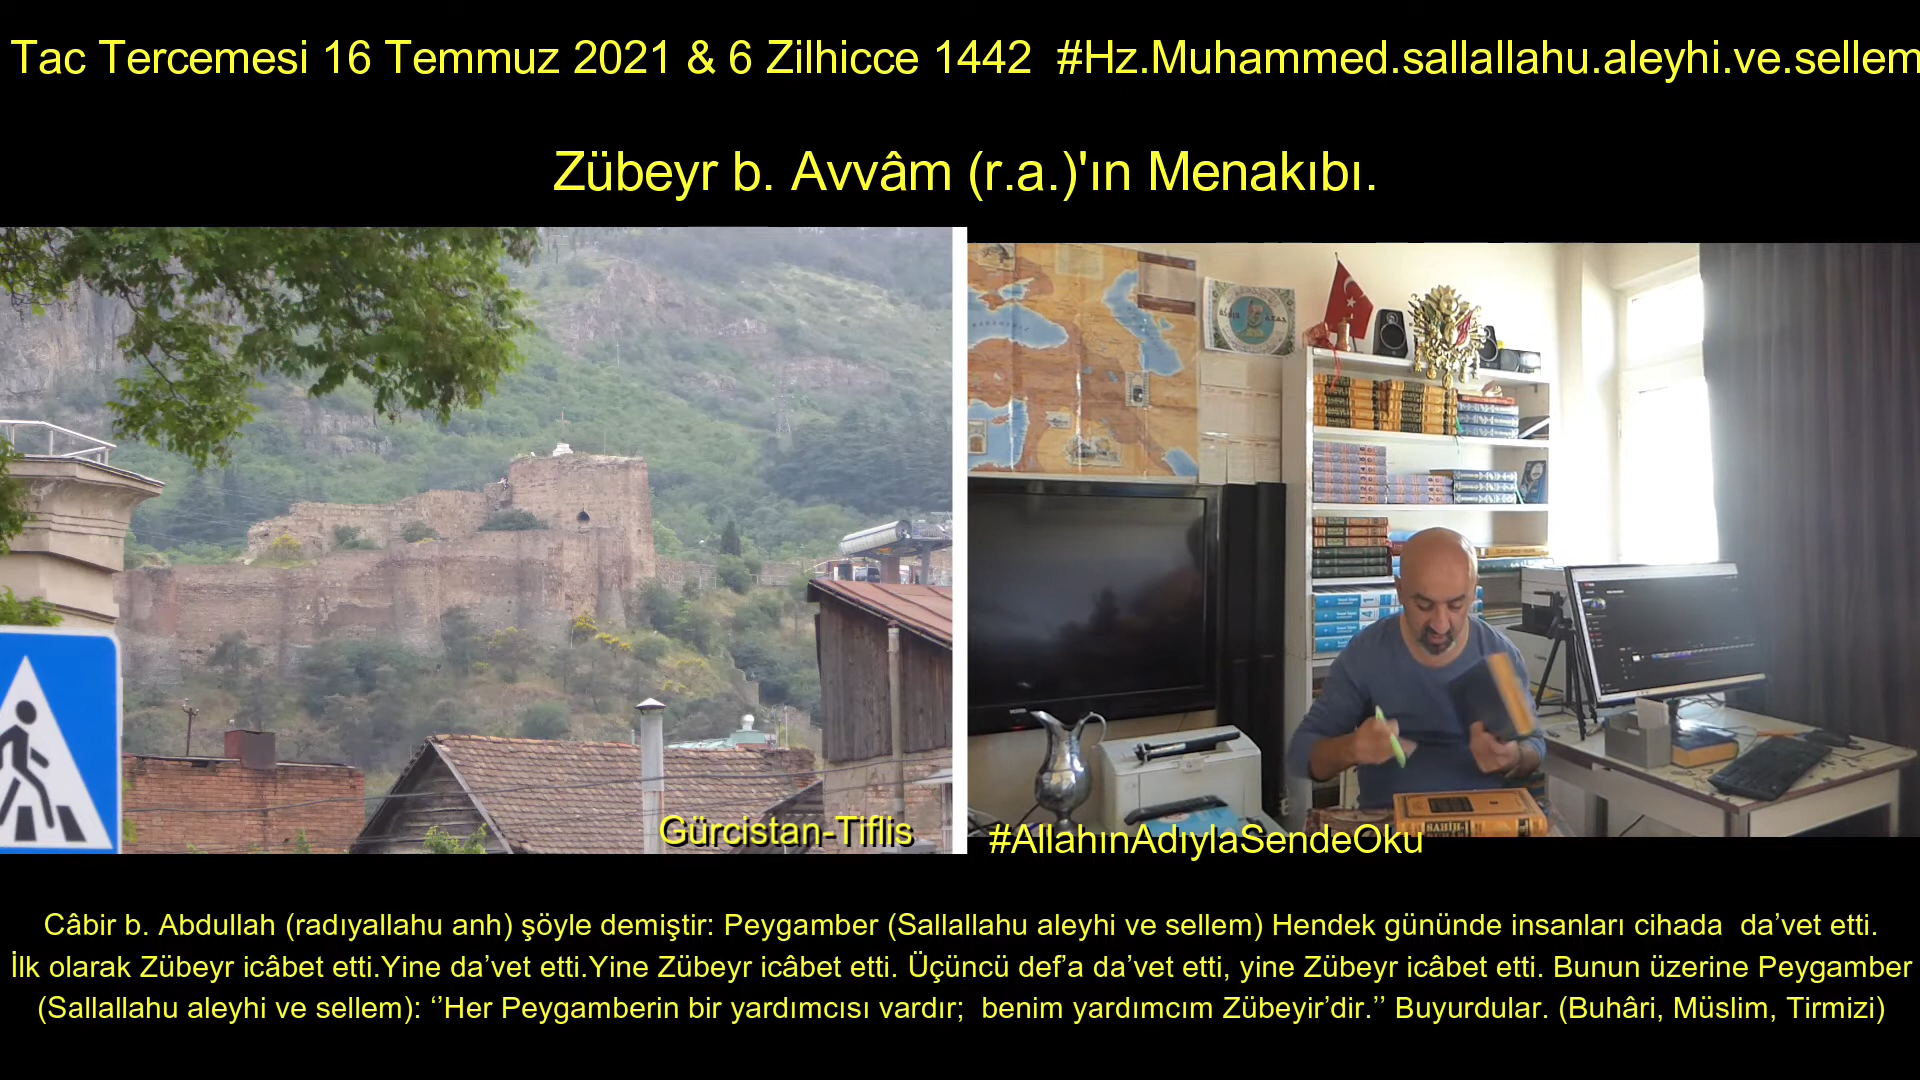 Tac Tercemesi 16 Temmuz 2021 & 6 Zilhicce 1442  #Hz.Muhammed.sallallahu.aleyhi.ve.sellem
Zübeyr b. Avvâm (r.a.)'ın Menakıbı.
Gürcistan-Tiflis
#AllahınAdıylaSendeOku
SAHİH-İ
Câbir b. Abdullah (radıyallahu anh) şöyle demiştir: Peygamber (Sallallahu aleyhi ve sellem) Hendek gününde insanları cihada  da’vet etti.
İlk olarak Zübeyr icâbet etti.Yine da’vet etti.Yine Zübeyr icâbet etti. Üçüncü def’a da’vet etti, yine Zübeyr icâbet etti. Bunun üzerine Peygamber
(Sallallahu aleyhi ve sellem): ‘’Her Peygamberin bir yardımcısı vardır;  benim yardımcım Zübeyir’dir.’’ Buyurdular. (Buhâri, Müslim, Tirmizi)